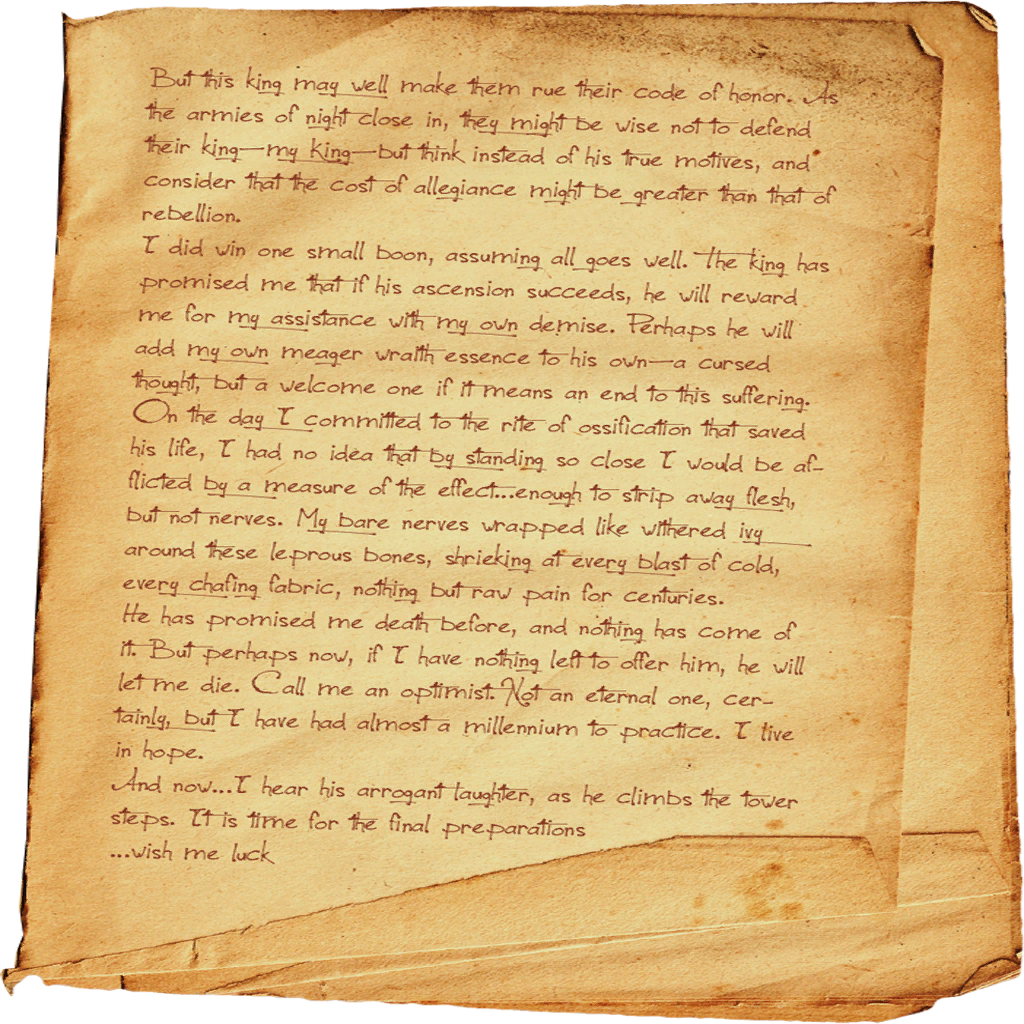 But this king may well make them rue their code of honor. As
the armies of night close in, they might be wise not to defend
their king—my king—but think instead of his true motives, and
consider that the cost of allegiance might be greater than that of
rebellion.
I did win one small boon, assuming all goes well. The king has
promised me that if his ascension succeeds, he will reward
me for my assistance with my own demise. Perhaps he will
add my own meager wraith essence to his own—a cursed
thought, but a welcome one if it means an end to this suffering.
On the day I committed to the rite of ossification that saved
his life, I had no idea that by standing so close I would be af-
flicted by a measure of the effect...enough to strip away flesh,
but not nerves. My bare nerves wrapped like withered ivy
around these leprous bones, shrieking at every blast of cold,
every chafing fabric, nothing but raw pain for centuries.
He has promised me death before, and nothing has come of
it. But perhaps now, if I have nothing left to offer him, he will
let me die. Call me an optimist. Not an eternal one, cer-
tainly, but I have had almost a millennium to practice. I live
in hope.
And now...I hear his arrogant laughter, as he climbs the tower
steps. It is time for the final preparations
...wish me luck